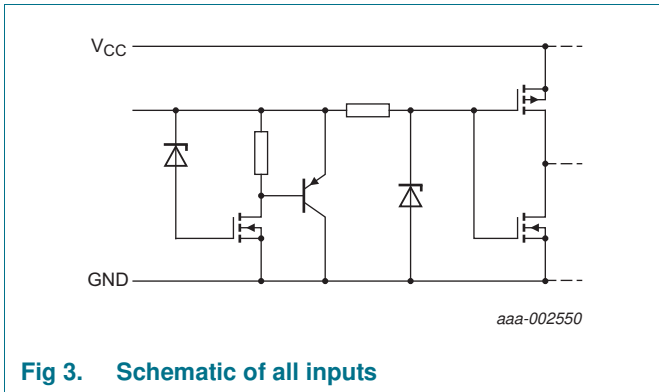 VCC
GND
aaa-002550
Fig 3. Schematic of all inputs